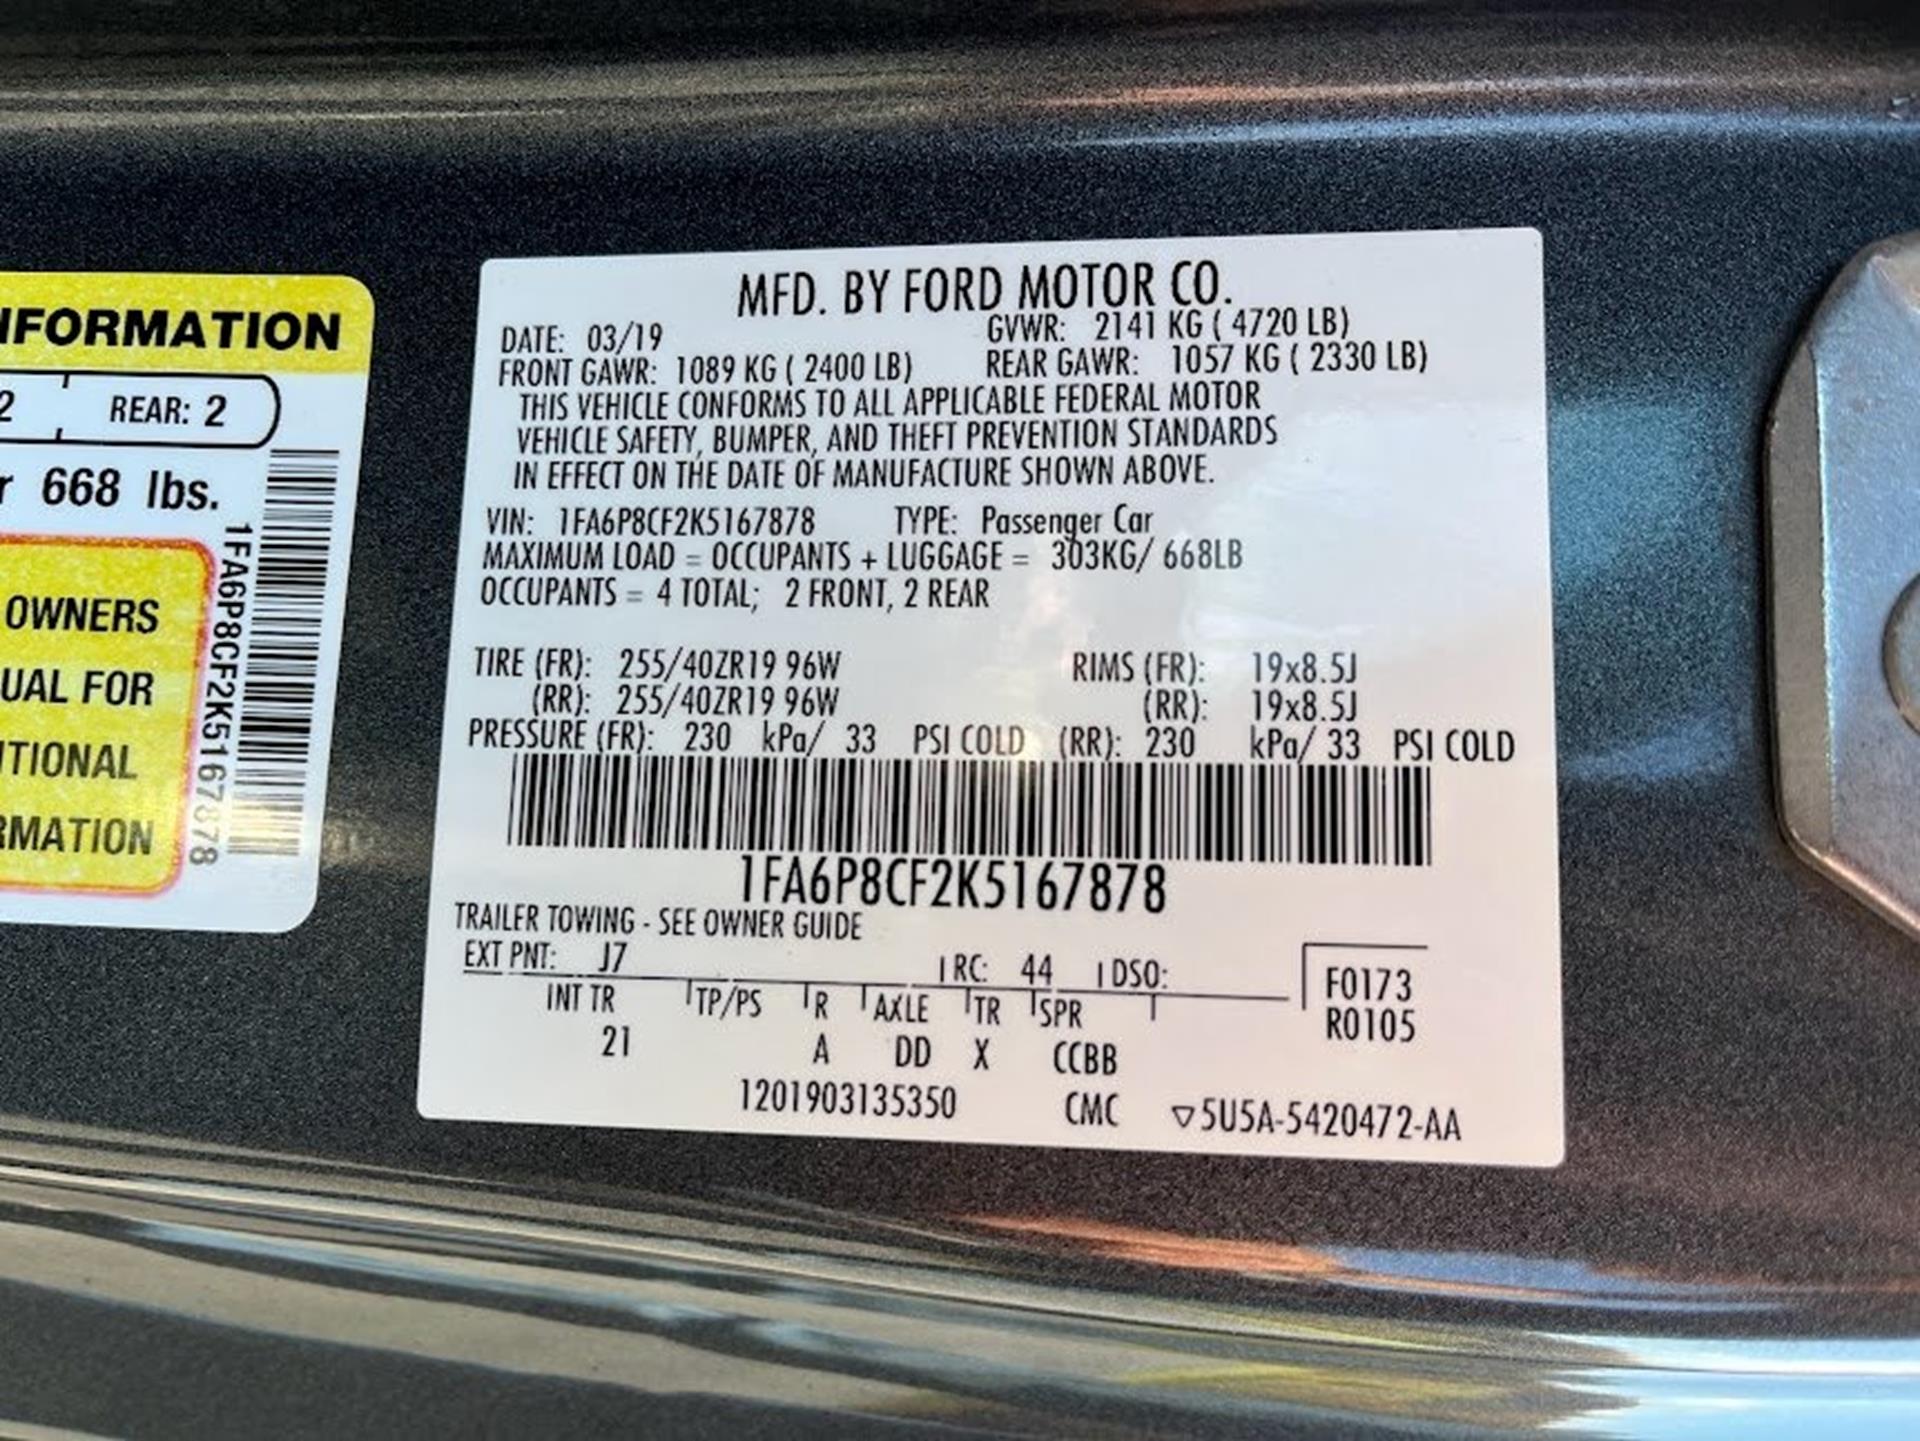 NFORMATION
2 REAR: 2
r 668 lbs.
OWNERS
UAL FOR
ITIONAL
RMATION
1FA6P8CF2K5167878
MFD. BY FORD MOTOR CO.
DATE: 03/19 GVWR: 2141 KG ( 4720 LB)
FRONT GAWR: 1089 KG ( 2400 LB) REAR GAWR: 1057 KG ( 2330 LB)
THIS VEHICLE CONFORMS TO ALL APPLICABLE FEDERAL MOTOR
VEHICLE SAFETY, BUMPER, AND THEFT PREVENTION STANDARDS
IN EFFECT ON THE DATE OF MANUFACTURE SHOWN ABOVE.
VIN: 1FA6P8CF2K5167878 TYPE: Passenger Car
MAXIMUM LOAD = OCCUPANTS + LUGGAGE = 303KG/ 668LB
OCCUPANTS = 4 TOTAL; 2 FRONT, 2 REAR
TIRE (FR): 255/40ZR19 96W RIMS (FR): 19x8.5J
(RR): 255/40ZR19 96W (RR): 19x8.5J
PRESSURE (FR): 230 kPa/ 33 PSI COLD (RR): 230 kPa/ 33 PSI COLD
1FA6P8CF2K5167878
TRAILER TOWING - SEE OWNER GUIDE
EXT PNT: J7 RC: 44 DSO: F0173
INT TR TP/PS R AXLE TR SPR R0105
21 A DD X CCBB
1201903135350 CMC ▽5U5A-5420472-AA